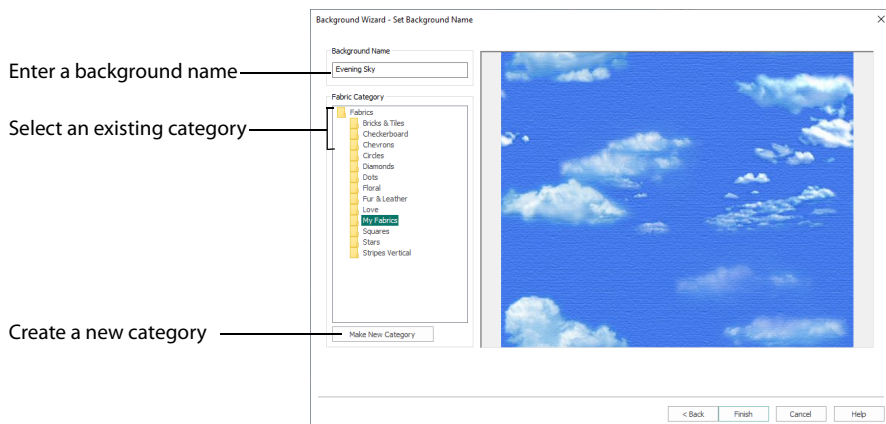 Background Wizard - Set Background Name
Background Name
Enter a background name
Evening Sky
Fabric Category
Select an existing category
Fabrics
Bricks & Tiles
Checkerboard
Chevrons
Circles
Diamonds
Dots
Floral
Fur & Leather
Love
My Fabrics
Squares
Stars
Stripes Vertical
Create a new category
Make New Category
< Back
Finish
Cancel
Help